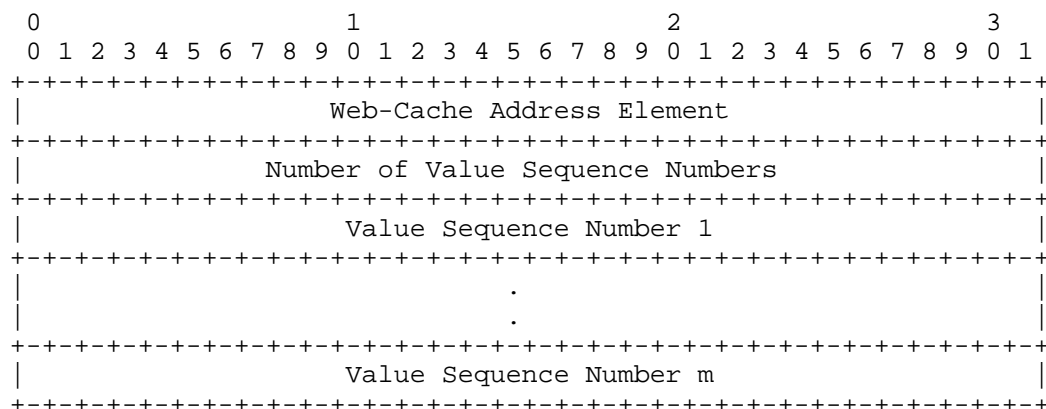 0                   1                   2                   3
 0 1 2 3 4 5 6 7 8 9 0 1 2 3 4 5 6 7 8 9 0 1 2 3 4 5 6 7 8 9 0 1
+-+-+-+-+-+-+-+-+-+-+-+-+-+-+-+-+-+-+-+-+-+-+-+-+-+-+-+-+-+-+-+-+
|                   Web-Cache Address Element                   |
+-+-+-+-+-+-+-+-+-+-+-+-+-+-+-+-+-+-+-+-+-+-+-+-+-+-+-+-+-+-+-+-+
|               Number of Value Sequence Numbers                |
+-+-+-+-+-+-+-+-+-+-+-+-+-+-+-+-+-+-+-+-+-+-+-+-+-+-+-+-+-+-+-+-+
|                    Value Sequence Number 1                    |
+-+-+-+-+-+-+-+-+-+-+-+-+-+-+-+-+-+-+-+-+-+-+-+-+-+-+-+-+-+-+-+-+
|                              .                                |
|                              .                                |
+-+-+-+-+-+-+-+-+-+-+-+-+-+-+-+-+-+-+-+-+-+-+-+-+-+-+-+-+-+-+-+-+
|                    Value Sequence Number m                    |
+-+-+-+-+-+-+-+-+-+-+-+-+-+-+-+-+-+-+-+-+-+-+-+-+-+-+-+-+-+-+-+-+